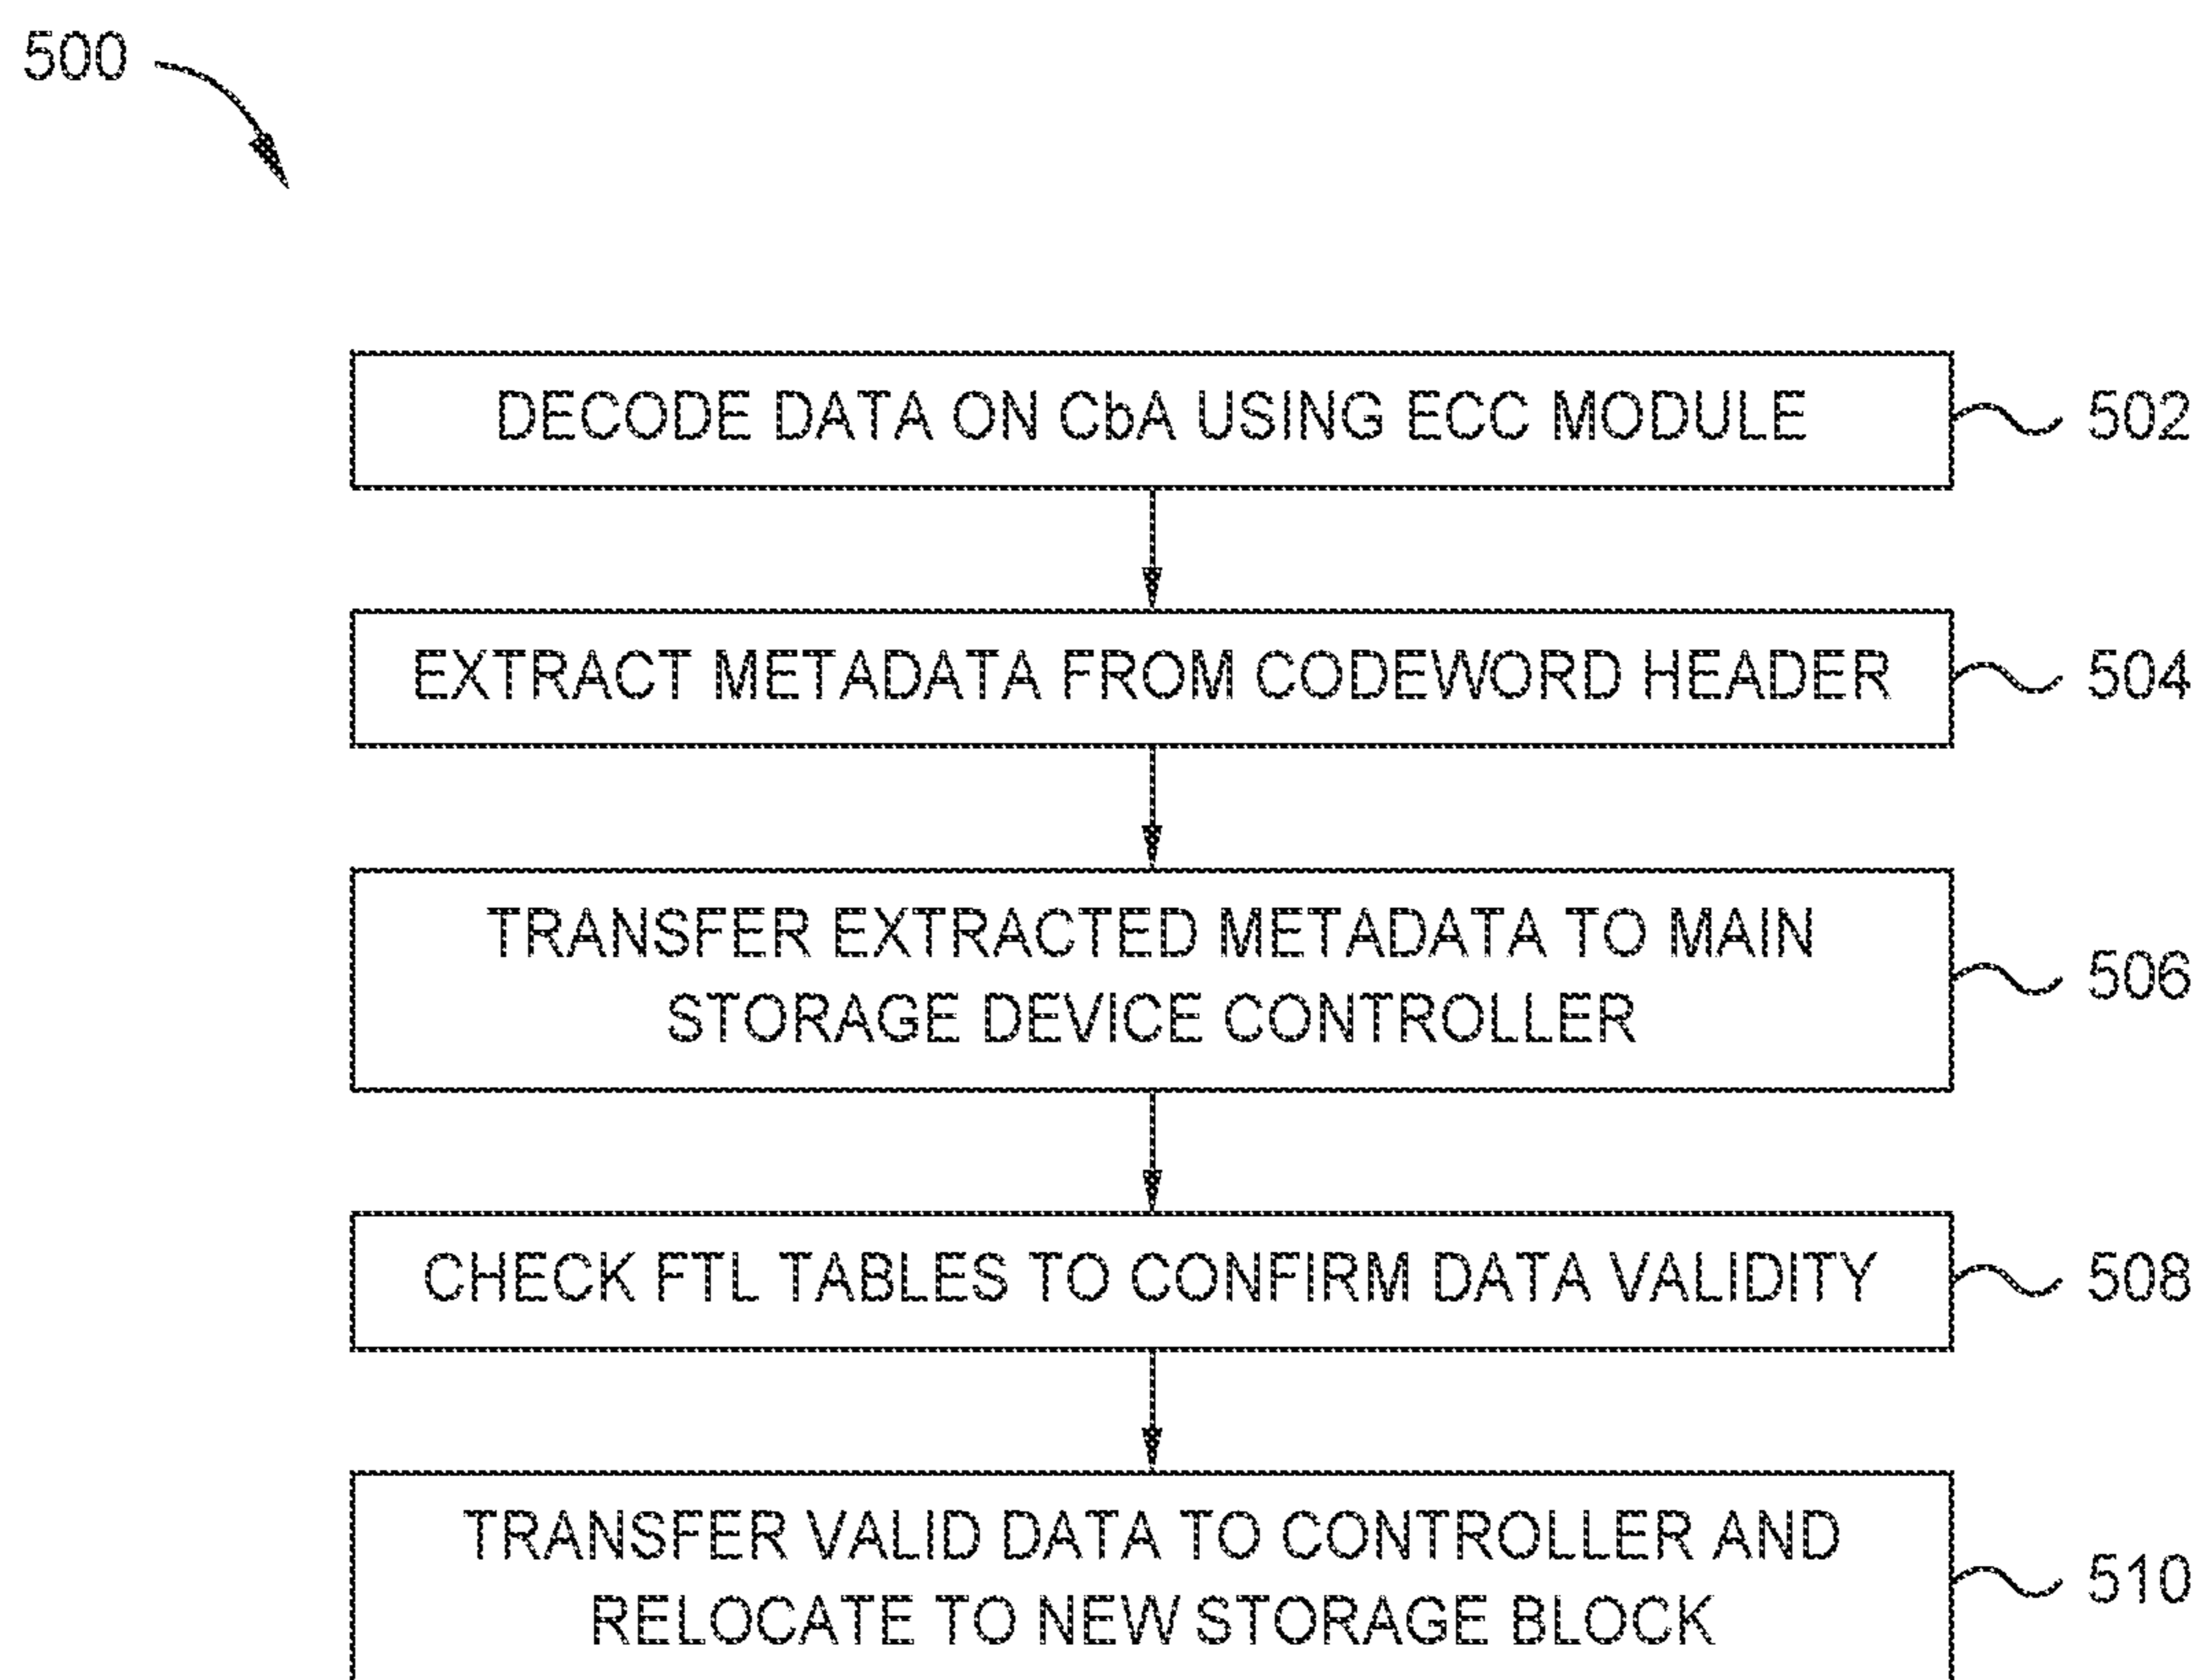 500
DECODE DATA ON CbA USING ECC MODULE
502
EXTRACT METADATA FROM CODEWORD HEADER
504
TRANSFER EXTRACTED METADATA TO MAIN
STORAGE DEVICE CONTROLLER
506
CHECK FTL TABLES TO CONFIRM DATA VALIDITY
508
TRANSFER VALID DATA TO CONTROLLER AND
RELOCATE TO NEW STORAGE BLOCK
510